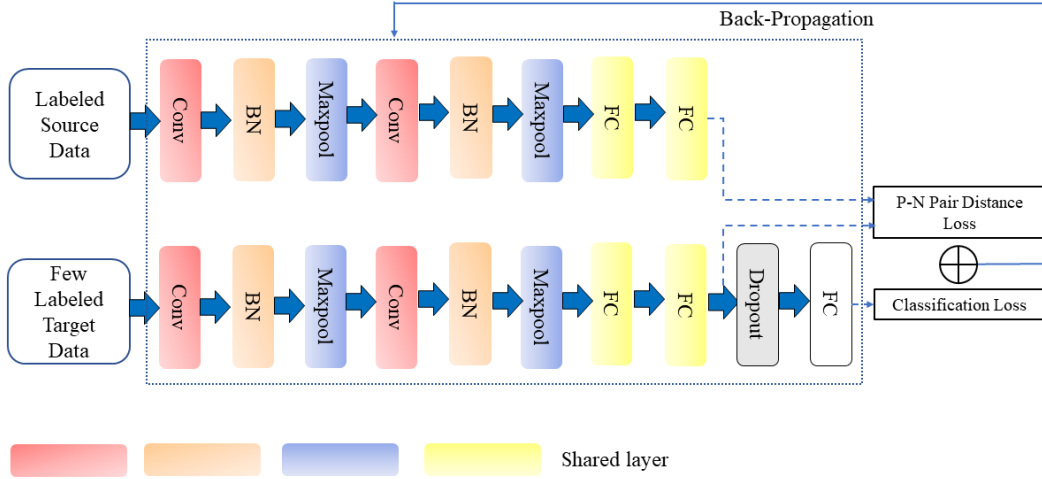 Back-Propagation
Labeled
Source
Data
Conv
BN
Maxpool
Conv
BN
Maxpool
FC
FC
P-N Pair Distance
Loss
Few
Labeled
Target
Data
Conv
BN
Maxpool
Conv
BN
Maxpool
FC
FC
Dropout
FC
Classification Loss
Shared layer